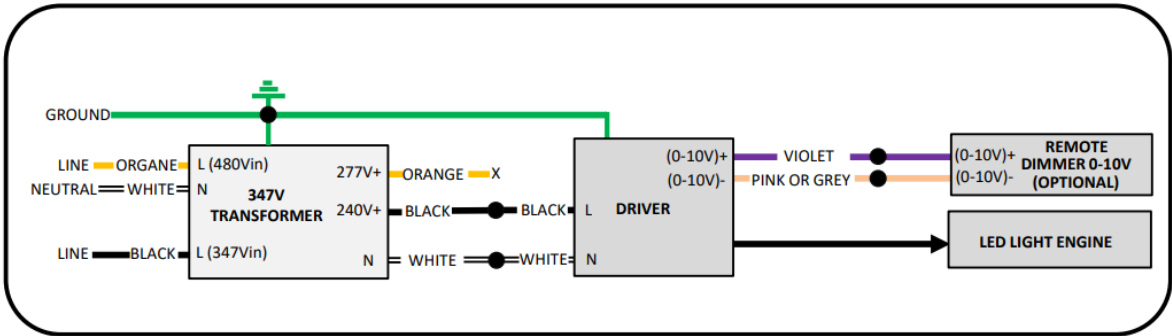 GROUND
LINE ORGANE L (480Vin)
NEUTRAL WHITE N
347V
TRANSFORMER
LINE BLACK L (347Vin)
277V+ ORANGE X
240V+ BLACK BLACK L
N WHITE WHITE N
DRIVER
(0-10V)+ VIOLET (0-10V)+
(0-10V)- PINK OR GREY (0-10V)-
REMOTE
DIMMER 0-10V
(OPTIONAL)
LED LIGHT ENGINE